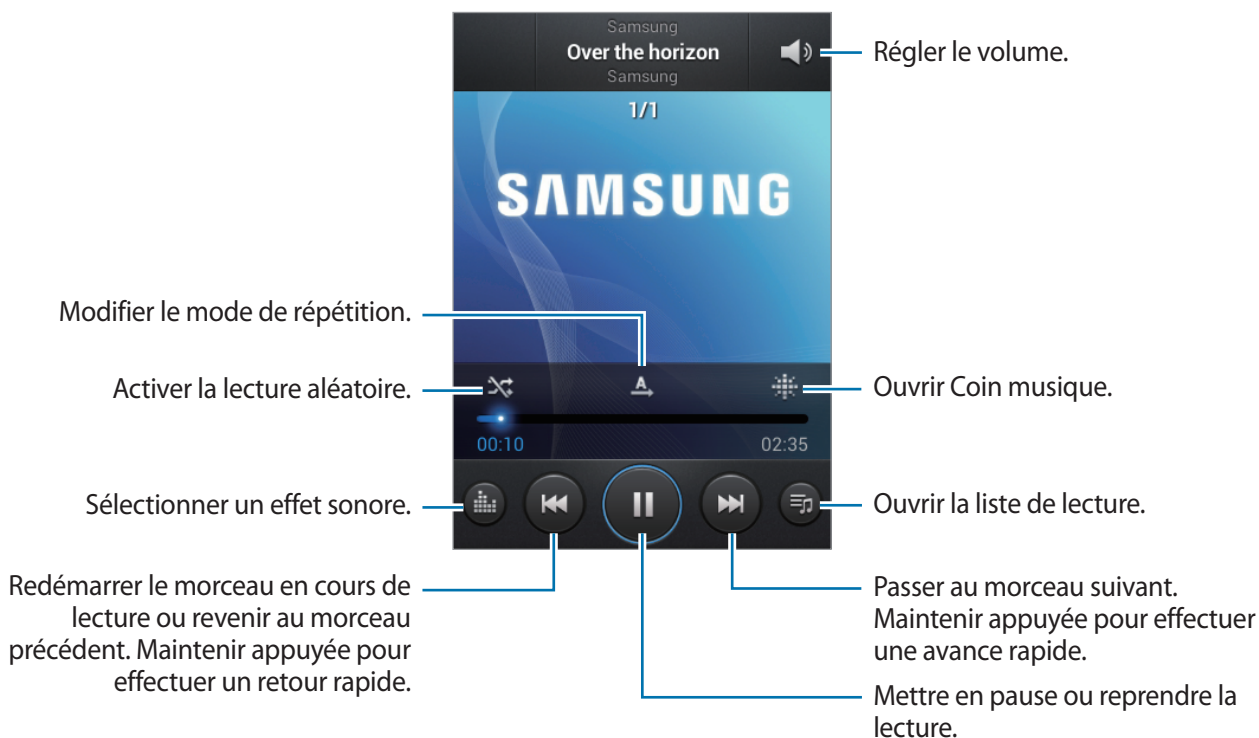 Samsung
Over the horizon
Samsung
Régler le volume.
1/1
SAMSUNG
Modifier le mode de répétition.
A
Activer la lecture aléatoire.
Ouvrir Coin musique.
00:10
02:35
Sélectionner un effet sonore.
Ouvrir la liste de lecture.
Redémarrer le morceau en cours de
lecture ou revenir au morceau
précédent. Maintenir appuyée pour
effectuer un retour rapide.
Passer au morceau suivant.
Maintenir appuyée pour effectuer
une avance rapide.
Mettre en pause ou reprendre la
lecture.